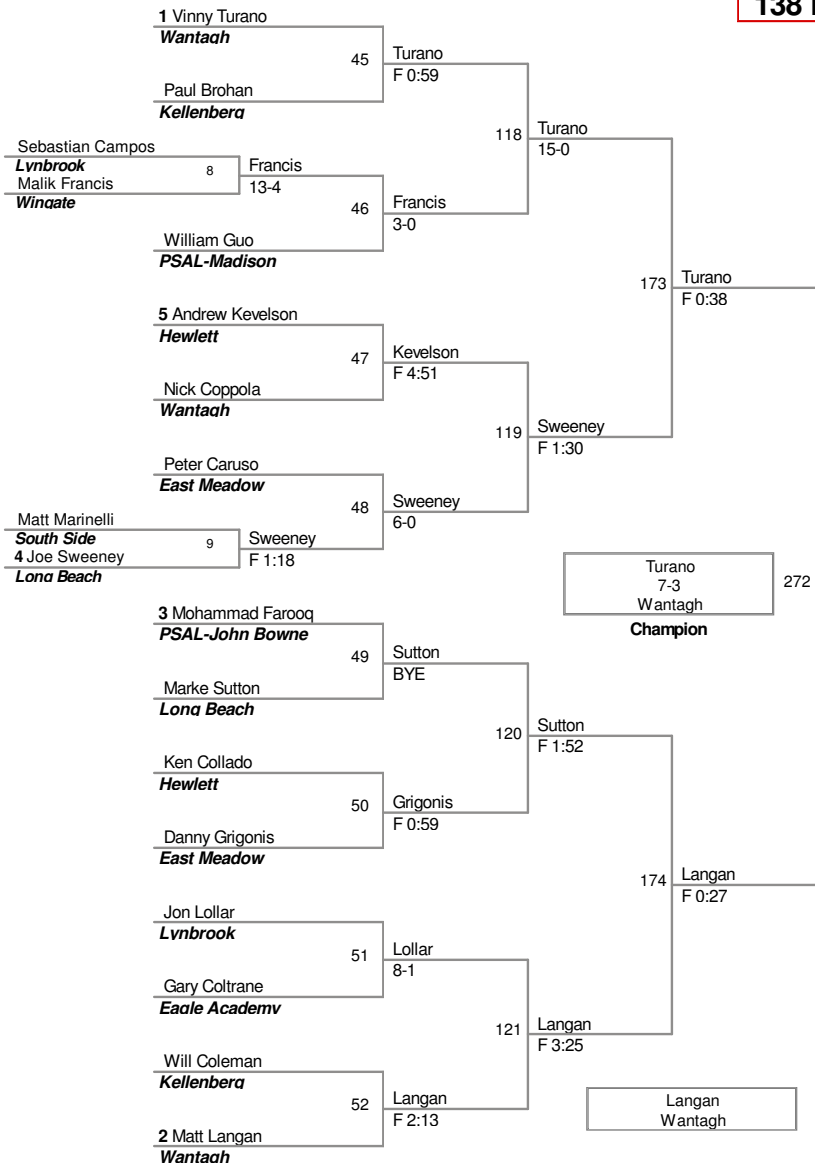 138
1 Vinny Turano
Wantagh
45
Turano
F 0:59
Paul Brohan
Kellenberg
118
Turano
15-0
Sebastian Campos
Lynbrook
8
Francis
13-4
Malik Francis
Wingate
46
Francis
3-0
William Guo
PSAL-Madison
173
Turano
F 0:38
5 Andrew Kevelson
Hewlett
47
Kevelson
F 4:51
Nick Coppola
Wantagh
119
Sweeney
F 1:30
Peter Caruso
East Meadow
48
Sweeney
6-0
Matt Marinelli
South Side
9
Sweeney
F 1:18
4 Joe Sweeney
Long Beach
Turano
7-3
Wantagh
272
Champion
3 Mohammad Farooq
PSAL-John Bowne
49
Sutton
BYE
Marke Sutton
Long Beach
120
Sutton
F 1:52
Ken Collado
Hewlett
50
Grigonis
F 0:59
Danny Grigonis
East Meadow
174
Langan
F 0:27
Jon Lollar
Lynbrook
51
Lollar
8-1
Gary Coltrane
Eagle Academy
121
Langan
F 3:25
Will Coleman
Kellenberg
52
Langan
F 2:13
2 Matt Langan
Wantagh
Langan
Wantagh